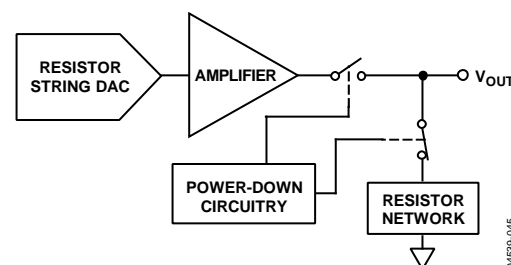 RESISTOR
STRING DAC
AMPLIFIER
VOUT
POWER-DOWN
CIRCUITRY
RESISTOR
NETWORK